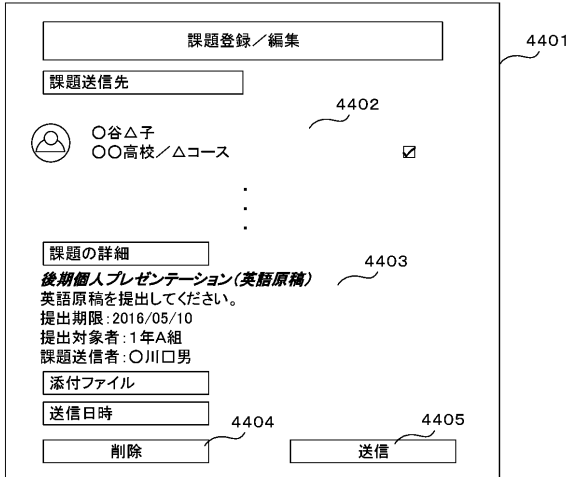 課題登録／編集
4401
課題送信先
4402
〇谷△子
〇〇高校／△コース
課題の詳細
4403
後期個人プレゼンテーション（英語原稿）
英語原稿を提出してください。
提出期限：2016/05/10
提出対象者：1年A組
課題送信者：〇川口男
添付ファイル
送信日時
4404
4405
削除
送信